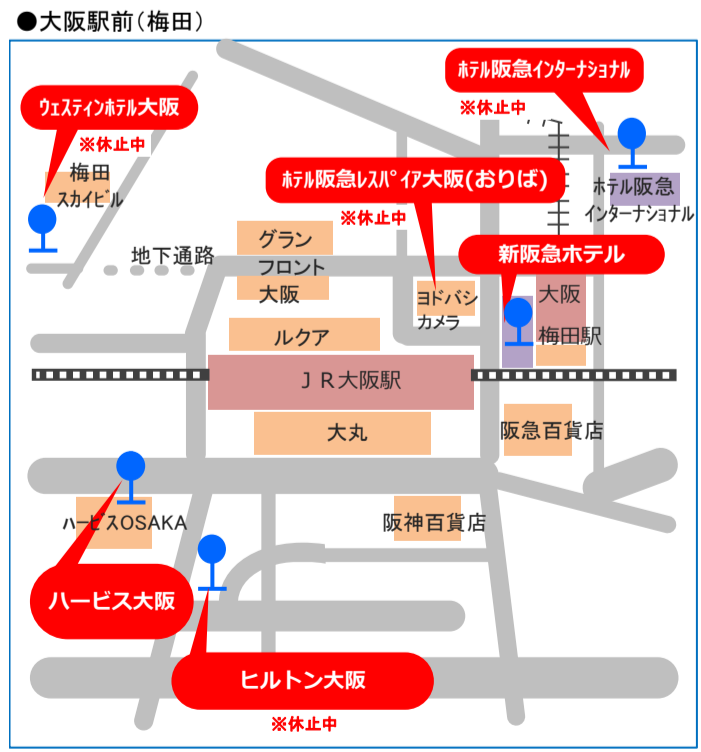 ●大阪駅前(梅田)
ﾎﾃﾙ阪急ｲﾝﾀｰﾅｼｮﾅﾙ
※休止中
ｳｪｽﾃｨﾝﾎﾃﾙ大阪
※休止中
梅田
ｽｶｲﾋﾞﾙ
ﾎﾃﾙ阪急ﾚｽﾊﾟｲｱ大阪(おりば)
※休止中
ホテル阪急
ｲﾝﾀｰﾅｼｮﾅﾙ
地下通路
グラン
フロント
大阪
新阪急ホテル
ヨドバシ
カメラ
大阪
梅田駅
ルクア
ＪＲ大阪駅
大丸
阪急百貨店
ﾊｰﾋﾞｽOSAKA
阪神百貨店
ハービス大阪
ヒルトン大阪
※休止中